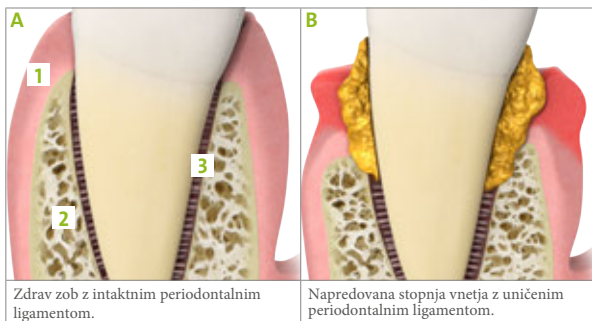 A
B
1
2
3
Zdrav zob z intaktnim periodontalnim
ligamentom.
Napredovana stopnja vnetja z uničenim
periodontalnim ligamentom.